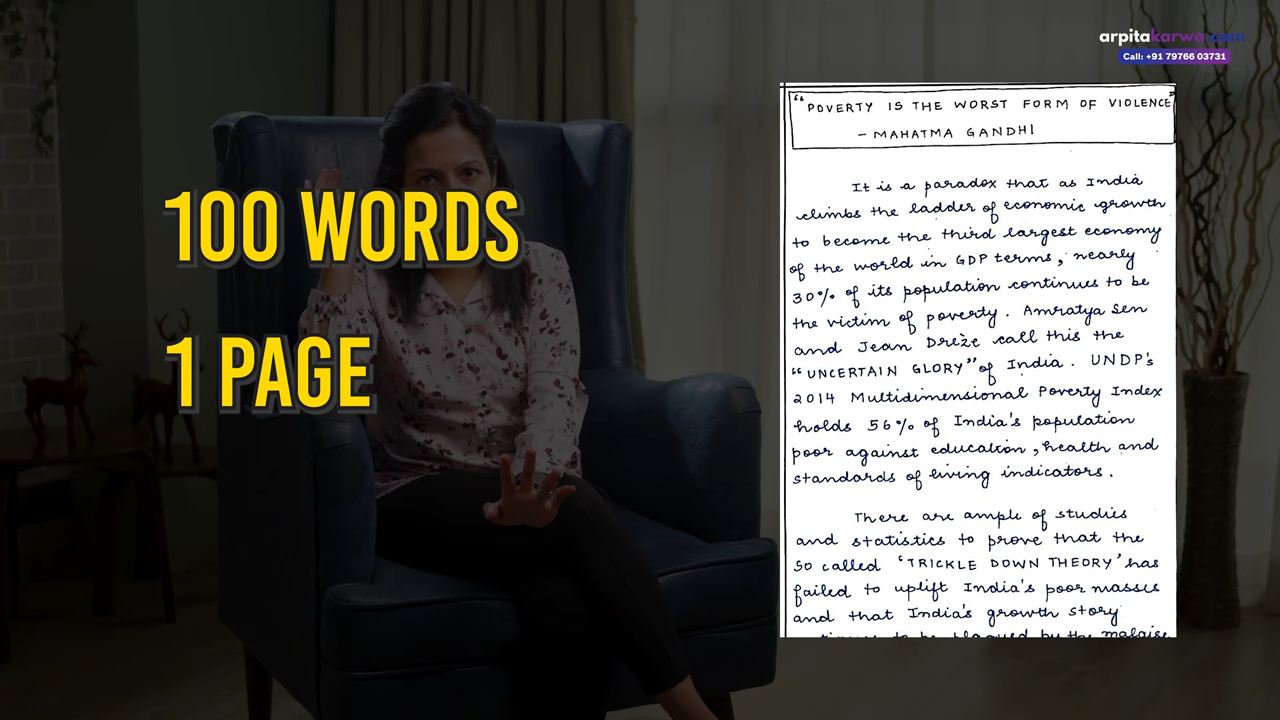 arpitakarwa.com
Call: +91 79766 03731
100 WORDS
1 PAGE
"POVERTY IS THE WORST FORM OF VIOLENCE"
- MAHATMA GANDHI
It is a paradox that as India
climbs the ladder of economic growth
to become the third largest economy
of the world in GDP terms, nearly
30% of its population continues to be
the victim of poverty. Amratya Sen
and Jean Drèze call this the
"UNCERTAIN GLORY" of India. UNDP's
2014 Multidimensional Poverty Index
holds 56% of India's population
poor against education, health and
standards of living indicators.
There are ample of studies
and statistics to prove that the
so called 'TRICKLE DOWN THEORY' has
failed to uplift India's poor masses
and that India's growth story
to be plagued by the malaise